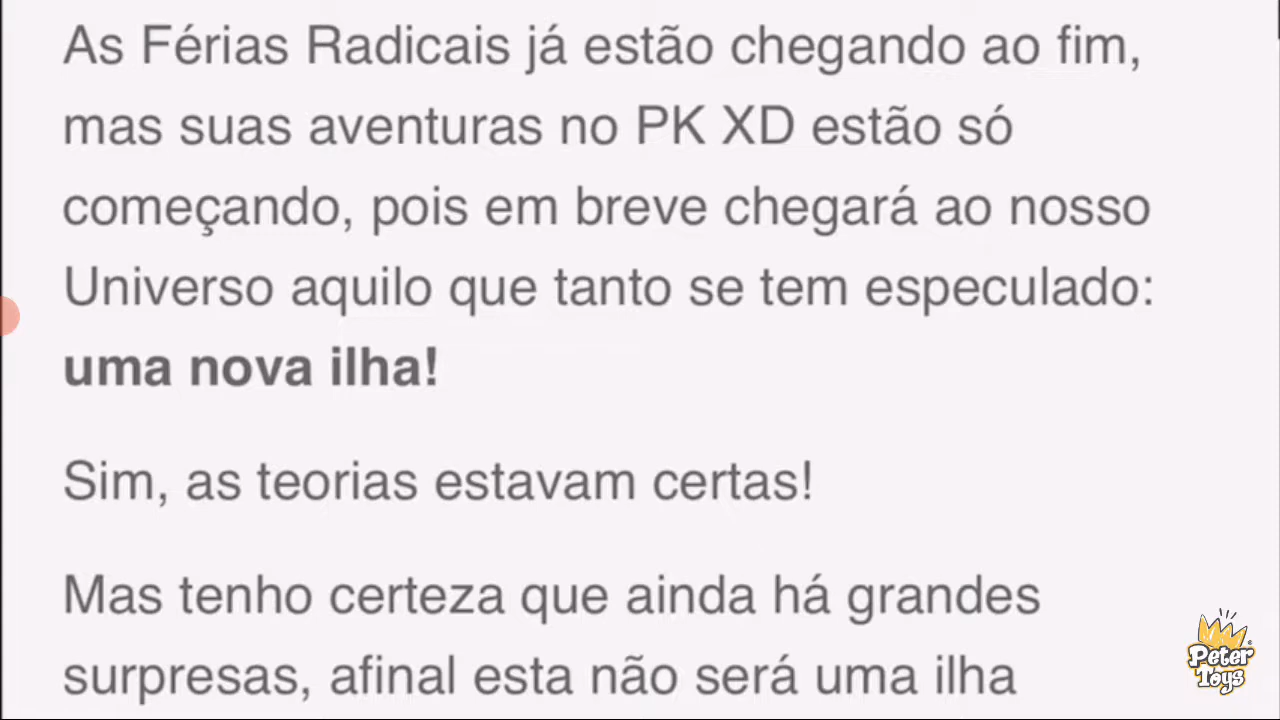 As Férias Radicais já estão chegando ao fim,
mas suas aventuras no PK XD estão só
começando, pois em breve chegará ao nosso
Universo aquilo que tanto se tem especulado:
uma nova ilha!
Sim, as teorias estavam certas!
Mas tenho certeza que ainda há grandes
surpresas, afinal esta não será uma ilha
Peter
Toys